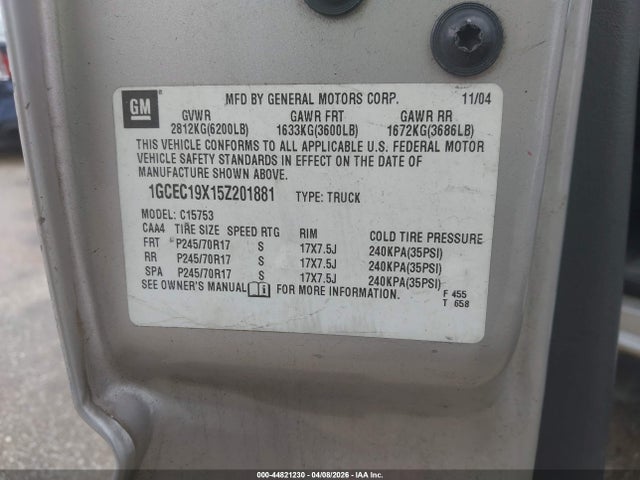 GM
MFD BY GENERAL MOTORS CORP. 11/04
GVWR GAWR FRT GAWR RR
2812KG(6200LB) 1633KG(3600LB) 1672KG(3686LB)
THIS VEHICLE CONFORMS TO ALL APPLICABLE U.S. FEDERAL MOTOR
VEHICLE SAFETY STANDARDS IN EFFECT ON THE DATE OF
MANUFACTURE SHOWN ABOVE.
1GCEC19X15Z201881 TYPE: TRUCK
MODEL: C15753
CAA4 TIRE SIZE SPEED RTG RIM COLD TIRE PRESSURE
FRT P245/70R17 S 17X7.5J 240KPA(35PSI)
RR P245/70R17 S 17X7.5J 240KPA(35PSI)
SPA P245/70R17 S 17X7.5J 240KPA(35PSI)
SEE OWNER'S MANUAL FOR MORE INFORMATION.
F 455
T 658
000-44821230 - 04/08/2026 - IAA Inc. (c)